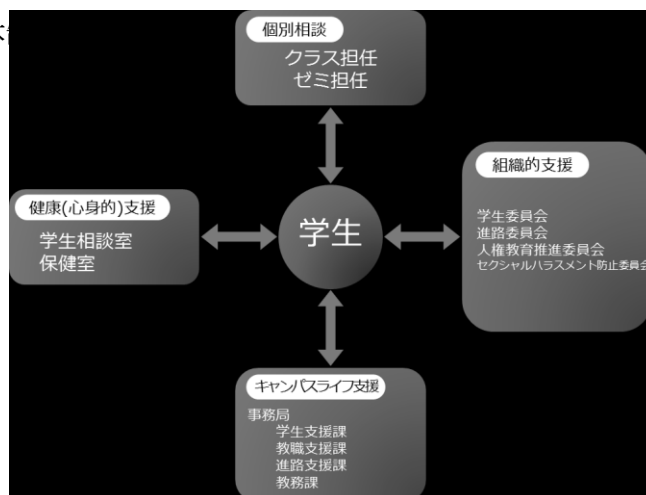 個別相談
クラス担任
ゼミ担任
組織的支援
学生委員会
進路委員会
人権教育推進委員会
セクシャルハラスメント防止委員会
健康(心身的)支援
学生相談室
保健室
学生
キャンパスライフ支援
事務局
学生支援課
教職支援課
進路支援課
教務課